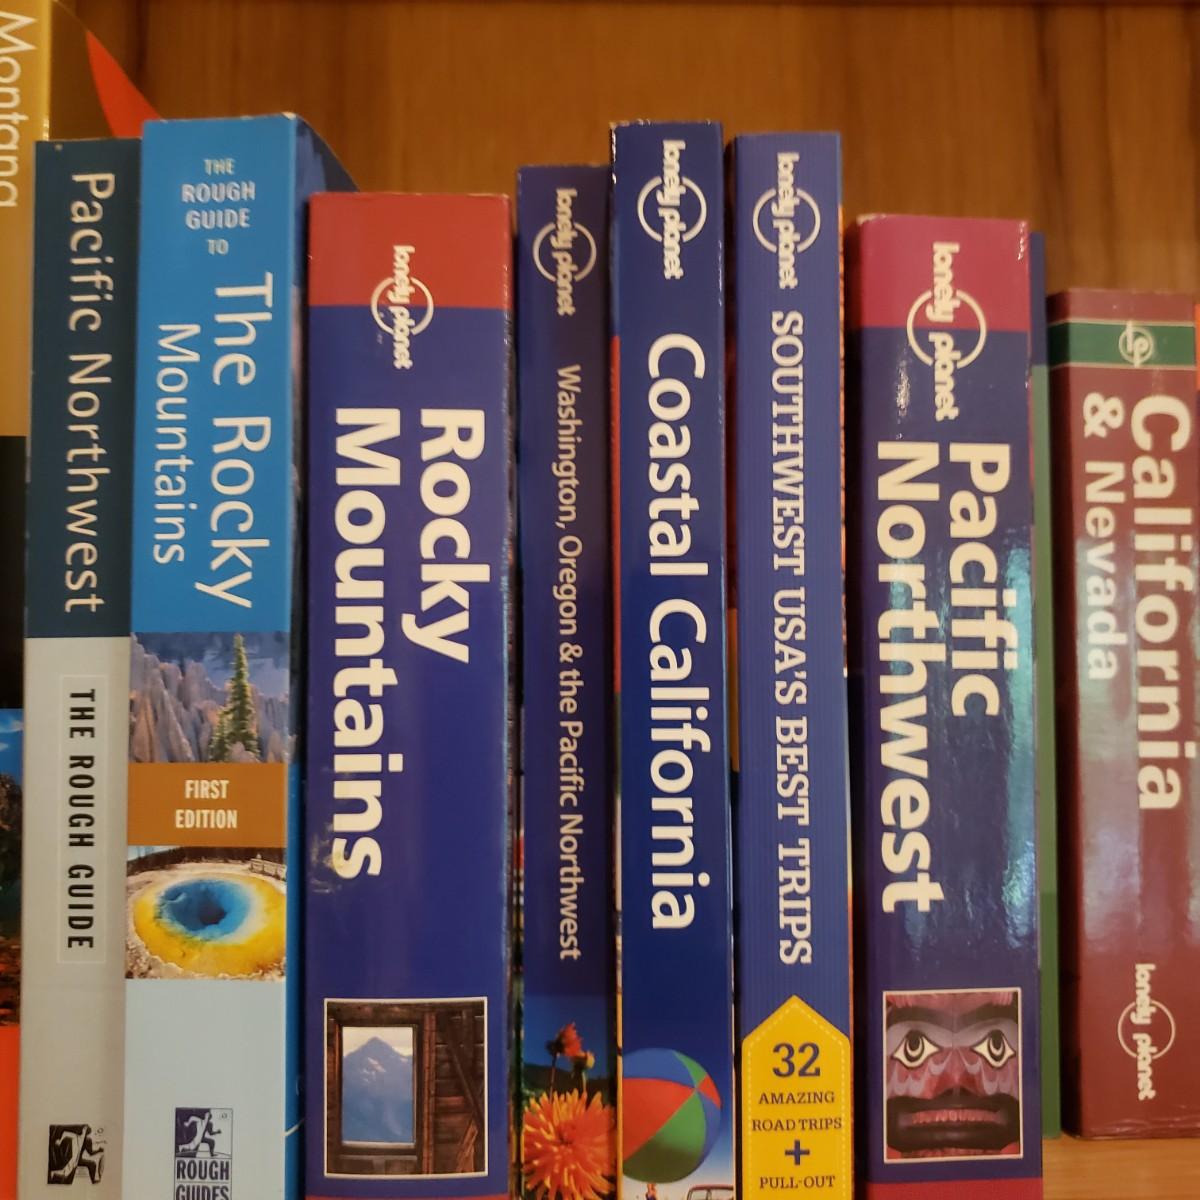 Montana
Pacific Northwest
THE ROUGH GUIDE
THE
ROUGH
GUIDE
TO
The Rocky
Mountains
FIRST
EDITION
ROUGH
GUIDES
lonely planet
Rocky
Mountains
lonely planet
Washington, Oregon & the Pacific Northwest
lonely planet
Coastal California
lonely planet
SOUTHWEST USA'S BEST TRIPS
32
AMAZING
ROAD TRIPS
+
PULL-OUT
lonely planet
Pacific
Northwest
California
& Nevada
lonely planet